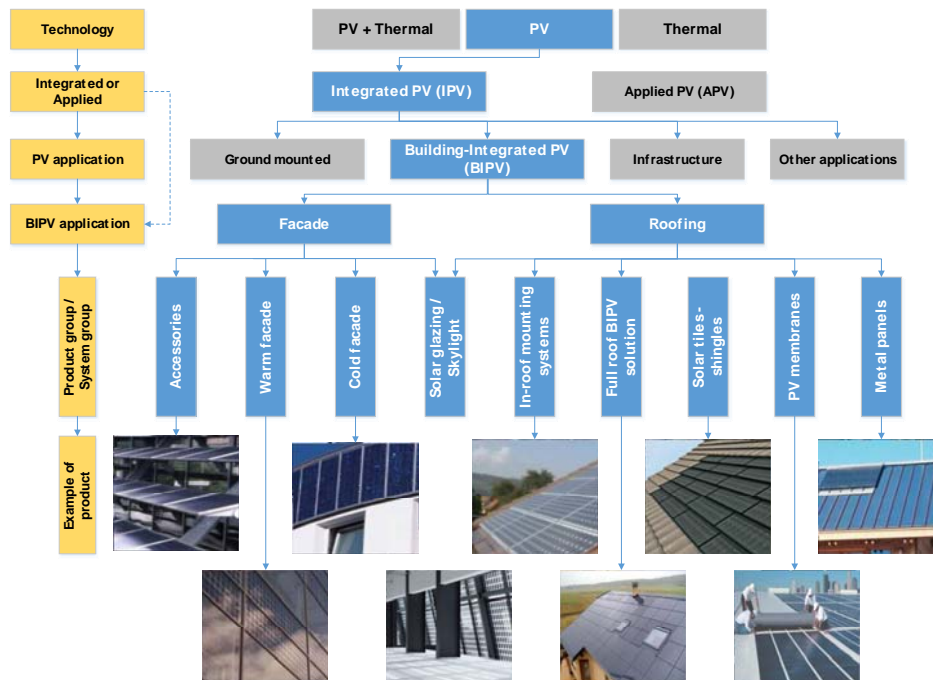 Technology
PV + Thermal
PV
Thermal
Integrated or
Applied
Integrated PV (IPV)
Applied PV (APV)
PV application
Ground mounted
Building-Integrated PV
(BIPV)
Infrastructure
Other applications
BIPV application
Facade
Roofing
Product group /
System group
Accessories
Warm facade
Cold facade
Solar glazing /
Skylight
In-roof mounting
systems
Full roof BIPV
solution
Solar tiles-
shingles
PV membranes
Metal panels
Example of
product